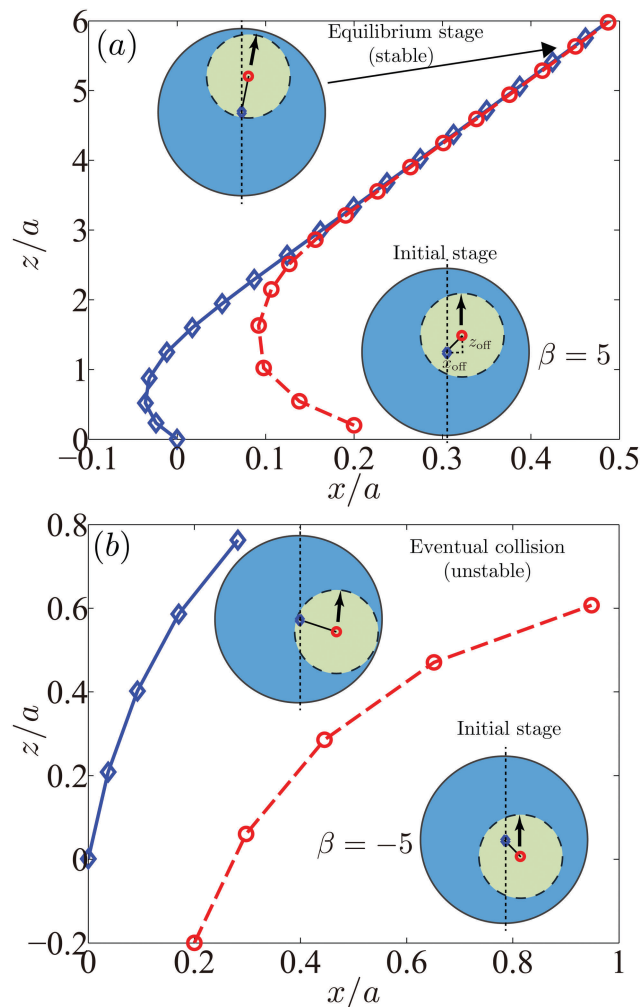 (a)
Equilibrium stage
(stable)
6
5
4
3
2
1
0
z/a
Initial stage
z_off
x_off
β = 5
−0.1 0 0.1 0.2 0.3 0.4 0.5
x/a
(b)
Eventual collision
(unstable)
0.8
0.6
0.4
0.2
0
−0.2
z/a
Initial stage
β = −5
0 0.2 0.4 0.6 0.8 1
x/a